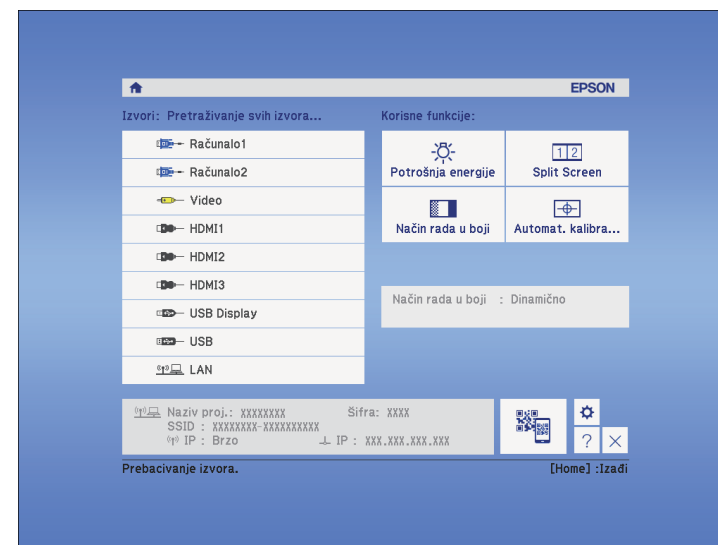 EPSON
Izvori: Pretraživanje svih izvora...
Korisne funkcije:
Računalo1
Računalo2
Video
HDMI1
HDMI2
HDMI3
USB Display
USB
LAN
Potrošnja energije
1 2
Split Screen
Način rada u boji
Automat. kalibra...
Način rada u boji : Dinamično
Naziv proj.: XXXXXXXX Šifra: XXXX
SSID : XXXXXXXX-XXXXXXXXXX
IP : Brzo IP : XXX.XXX.XXX.XXX
?
Prebacivanje izvora.
[Home] :Izađi